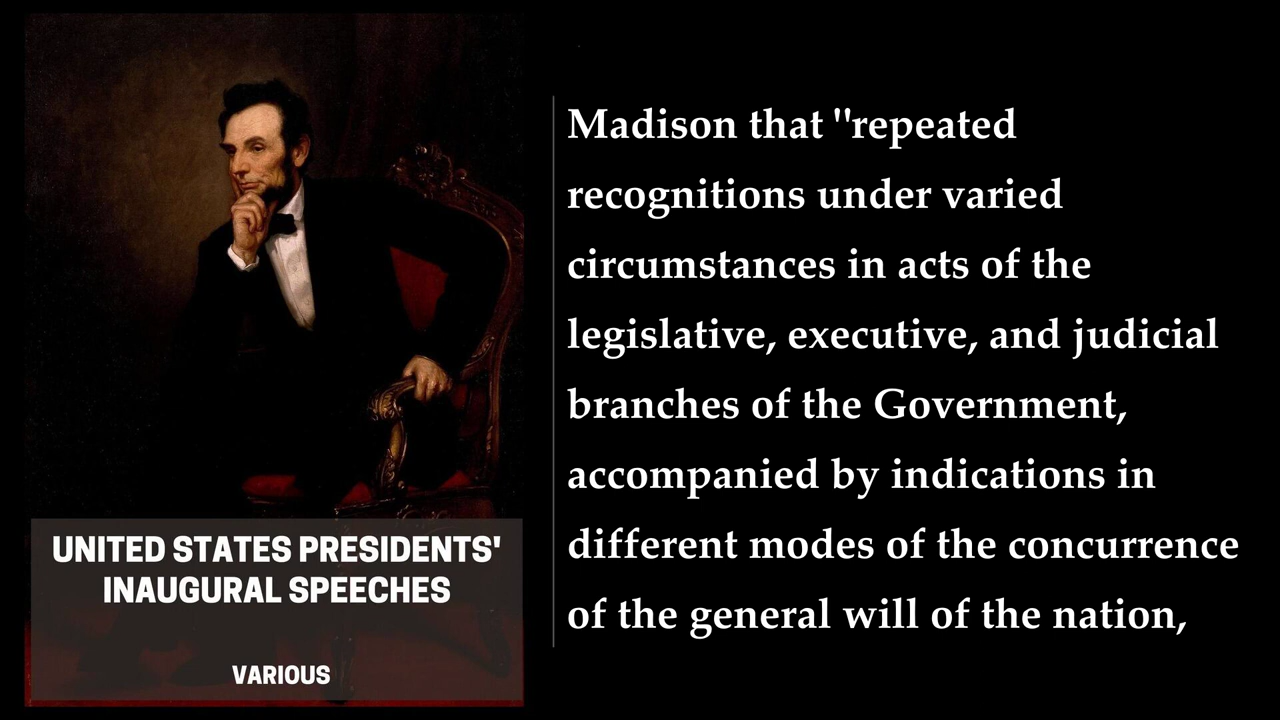 UNITED STATES PRESIDENTS'
INAUGURAL SPEECHES
VARIOUS
Madison that "repeated
recognitions under varied
circumstances in acts of the
legislative, executive, and judicial
branches of the Government,
accompanied by indications in
different modes of the concurrence
of the general will of the nation,